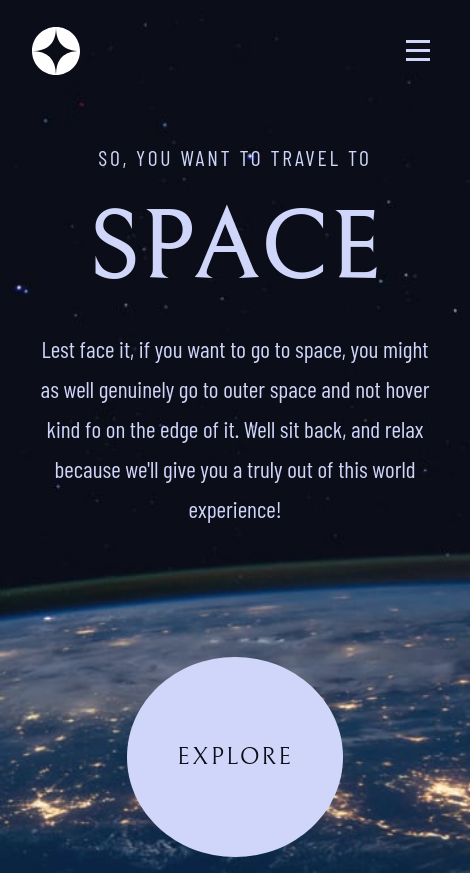 SO, YOU WANT TO TRAVEL TO
SPACE
Lest face it, if you want to go to space, you might
as well genuinely go to outer space and not hover
kind fo on the edge of it. Well sit back, and relax
because we'll give you a truly out of this world
experience!
EXPLORE